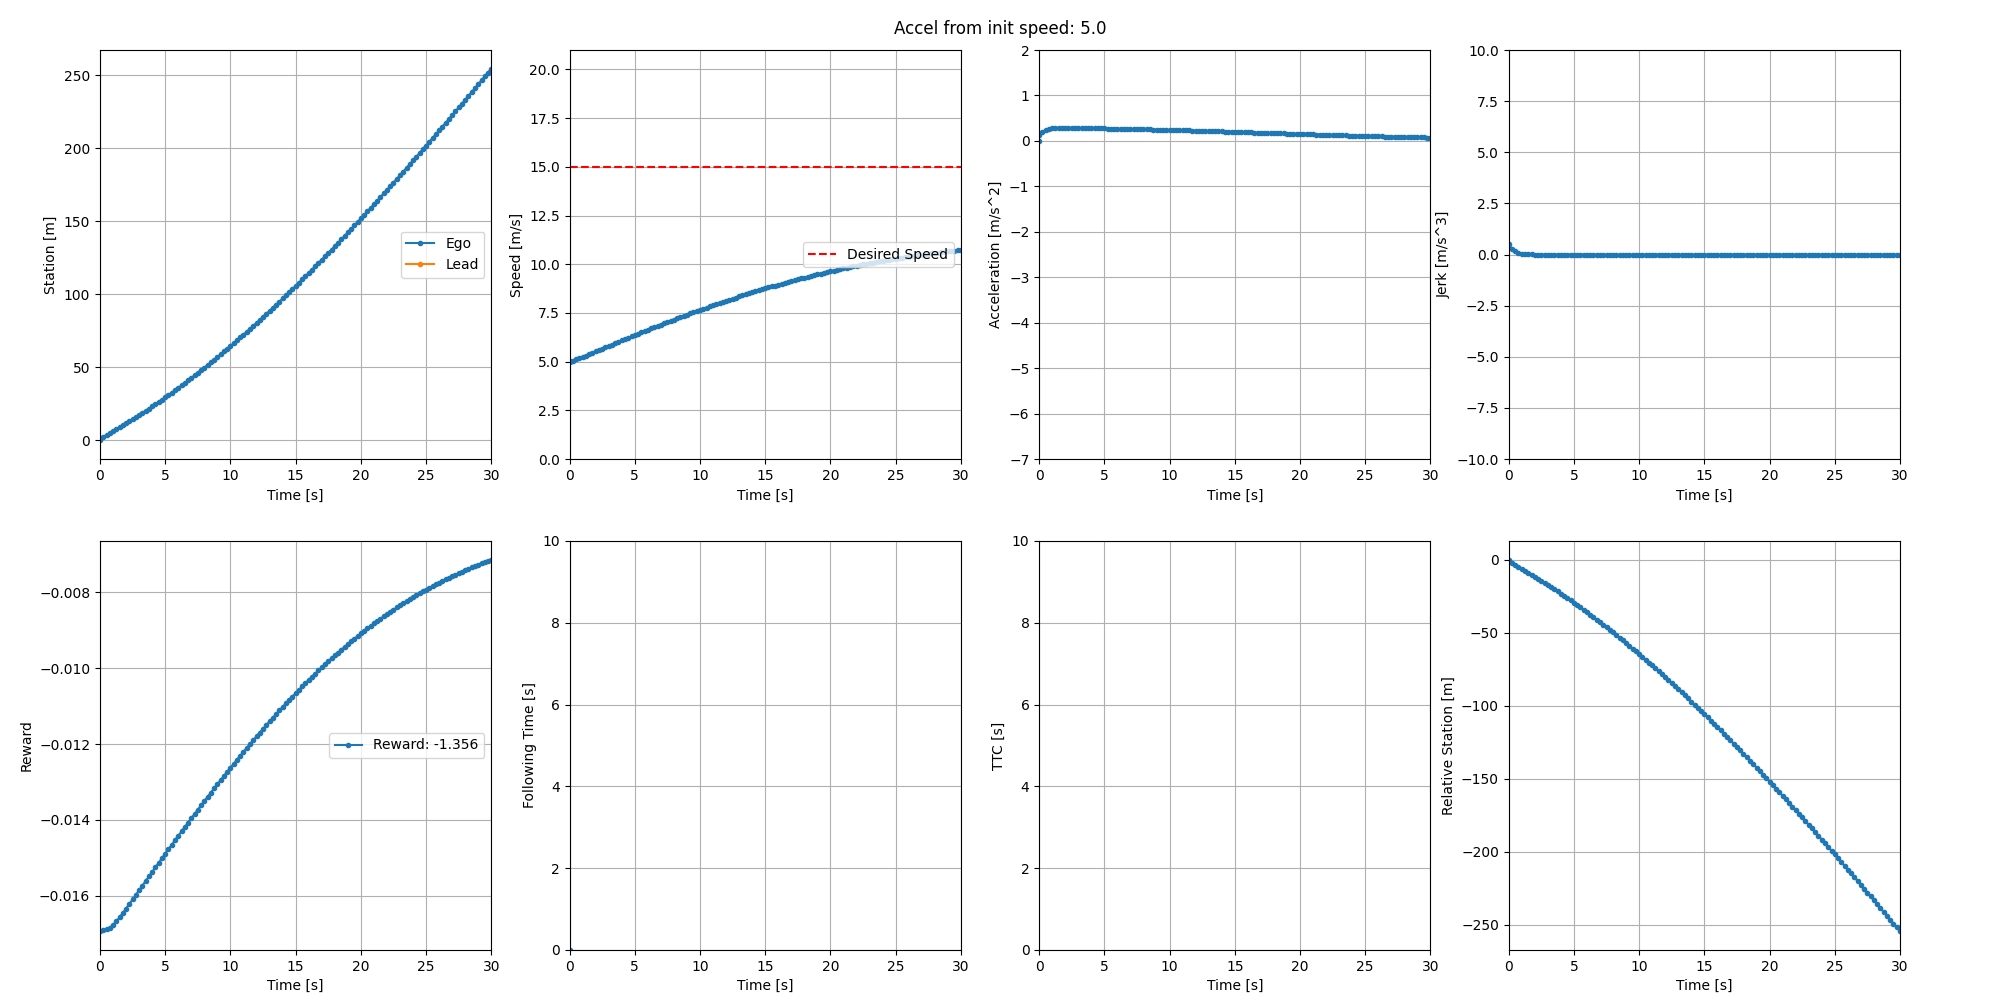 Accel from init speed: 5.0
Station [m]
250
200
150
100
50
0
Ego
Lead
0 5 10 15 20 25 30
Time [s]
Speed [m/s]
20.0
17.5
15.0
12.5
10.0
7.5
5.0
2.5
0.0
Desired Speed
0 5 10 15 20 25 30
Time [s]
Acceleration [m/s^2]
2
1
0
−1
−2
−3
−4
−5
−6
−7
0 5 10 15 20 25 30
Time [s]
Jerk [m/s^3]
10.0
7.5
5.0
2.5
0.0
−2.5
−5.0
−7.5
−10.0
0 5 10 15 20 25 30
Time [s]
Reward
−0.008
−0.010
−0.012
−0.014
−0.016
Reward: -1.356
0 5 10 15 20 25 30
Time [s]
Following Time [s]
10
8
6
4
2
0
0 5 10 15 20 25 30
Time [s]
TTC [s]
10
8
6
4
2
0
0 5 10 15 20 25 30
Time [s]
Relative Station [m]
0
−50
−100
−150
−200
−250
0 5 10 15 20 25 30
Time [s]